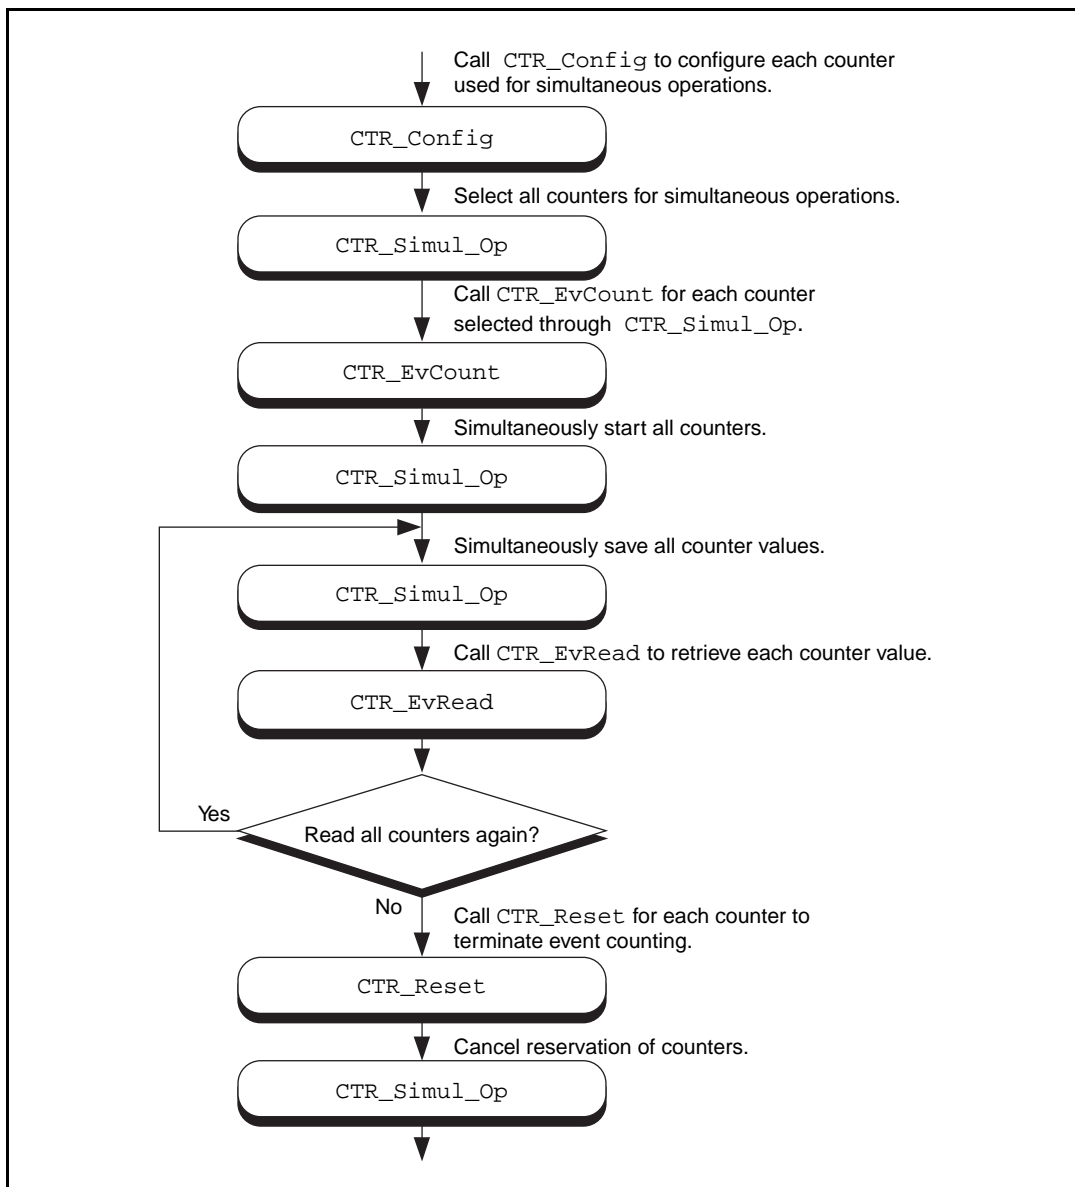 Call CTR_Config to configure each counter
used for simultaneous operations.
CTR_Config
Select all counters for simultaneous operations.
CTR_Simul_Op
Call CTR_EvCount for each counter
selected through CTR_Simul_Op.
CTR_EvCount
Simultaneously start all counters.
CTR_Simul_Op
Simultaneously save all counter values.
CTR_Simul_Op
Call CTR_EvRead to retrieve each counter value.
CTR_EvRead
Yes
Read all counters again?
No
Call CTR_Reset for each counter to
terminate event counting.
CTR_Reset
Cancel reservation of counters.
CTR_Simul_Op